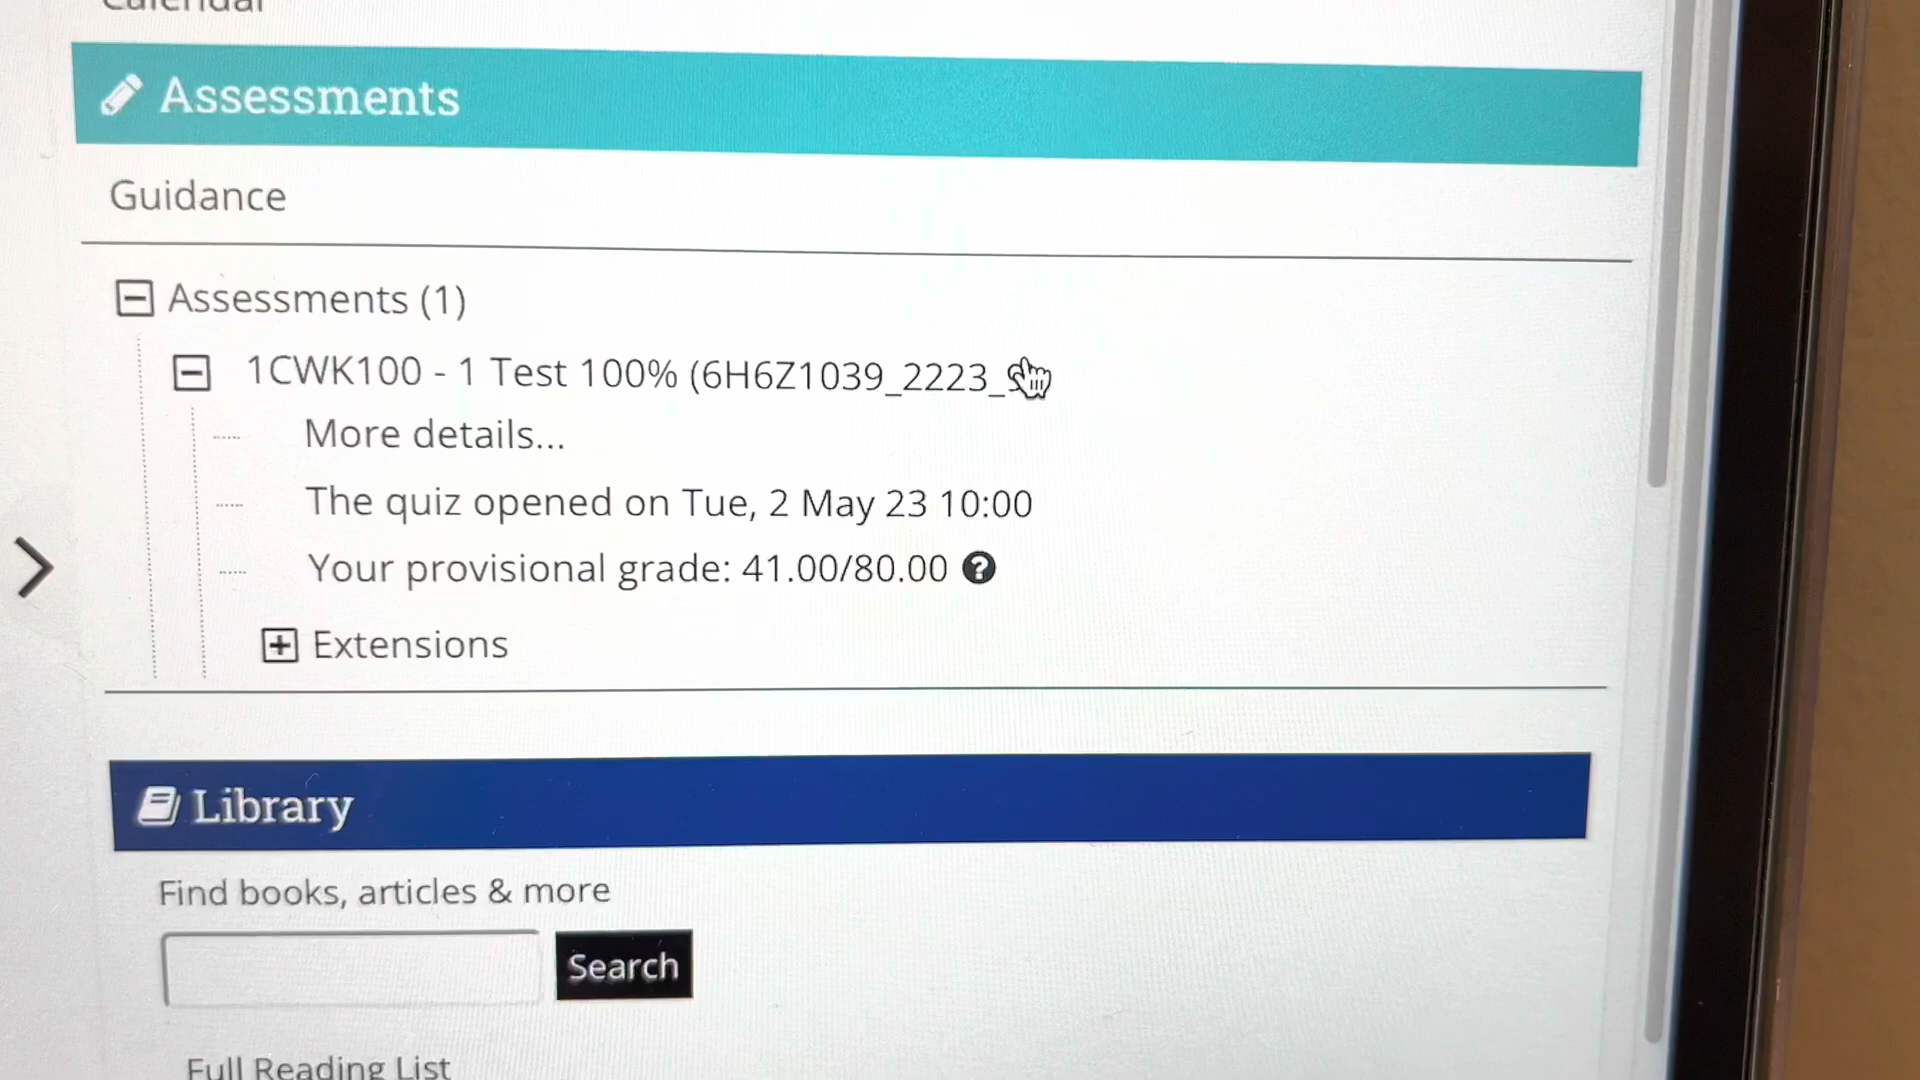 Calendar
Assessments
Guidance
Assessments (1)
1CWK100 - 1 Test 100% (6H6Z1039_2223_
More details...
The quiz opened on Tue, 2 May 23 10:00
Your provisional grade: 41.00/80.00 ?
Extensions
Library
Find books, articles & more
Search
Full Reading List